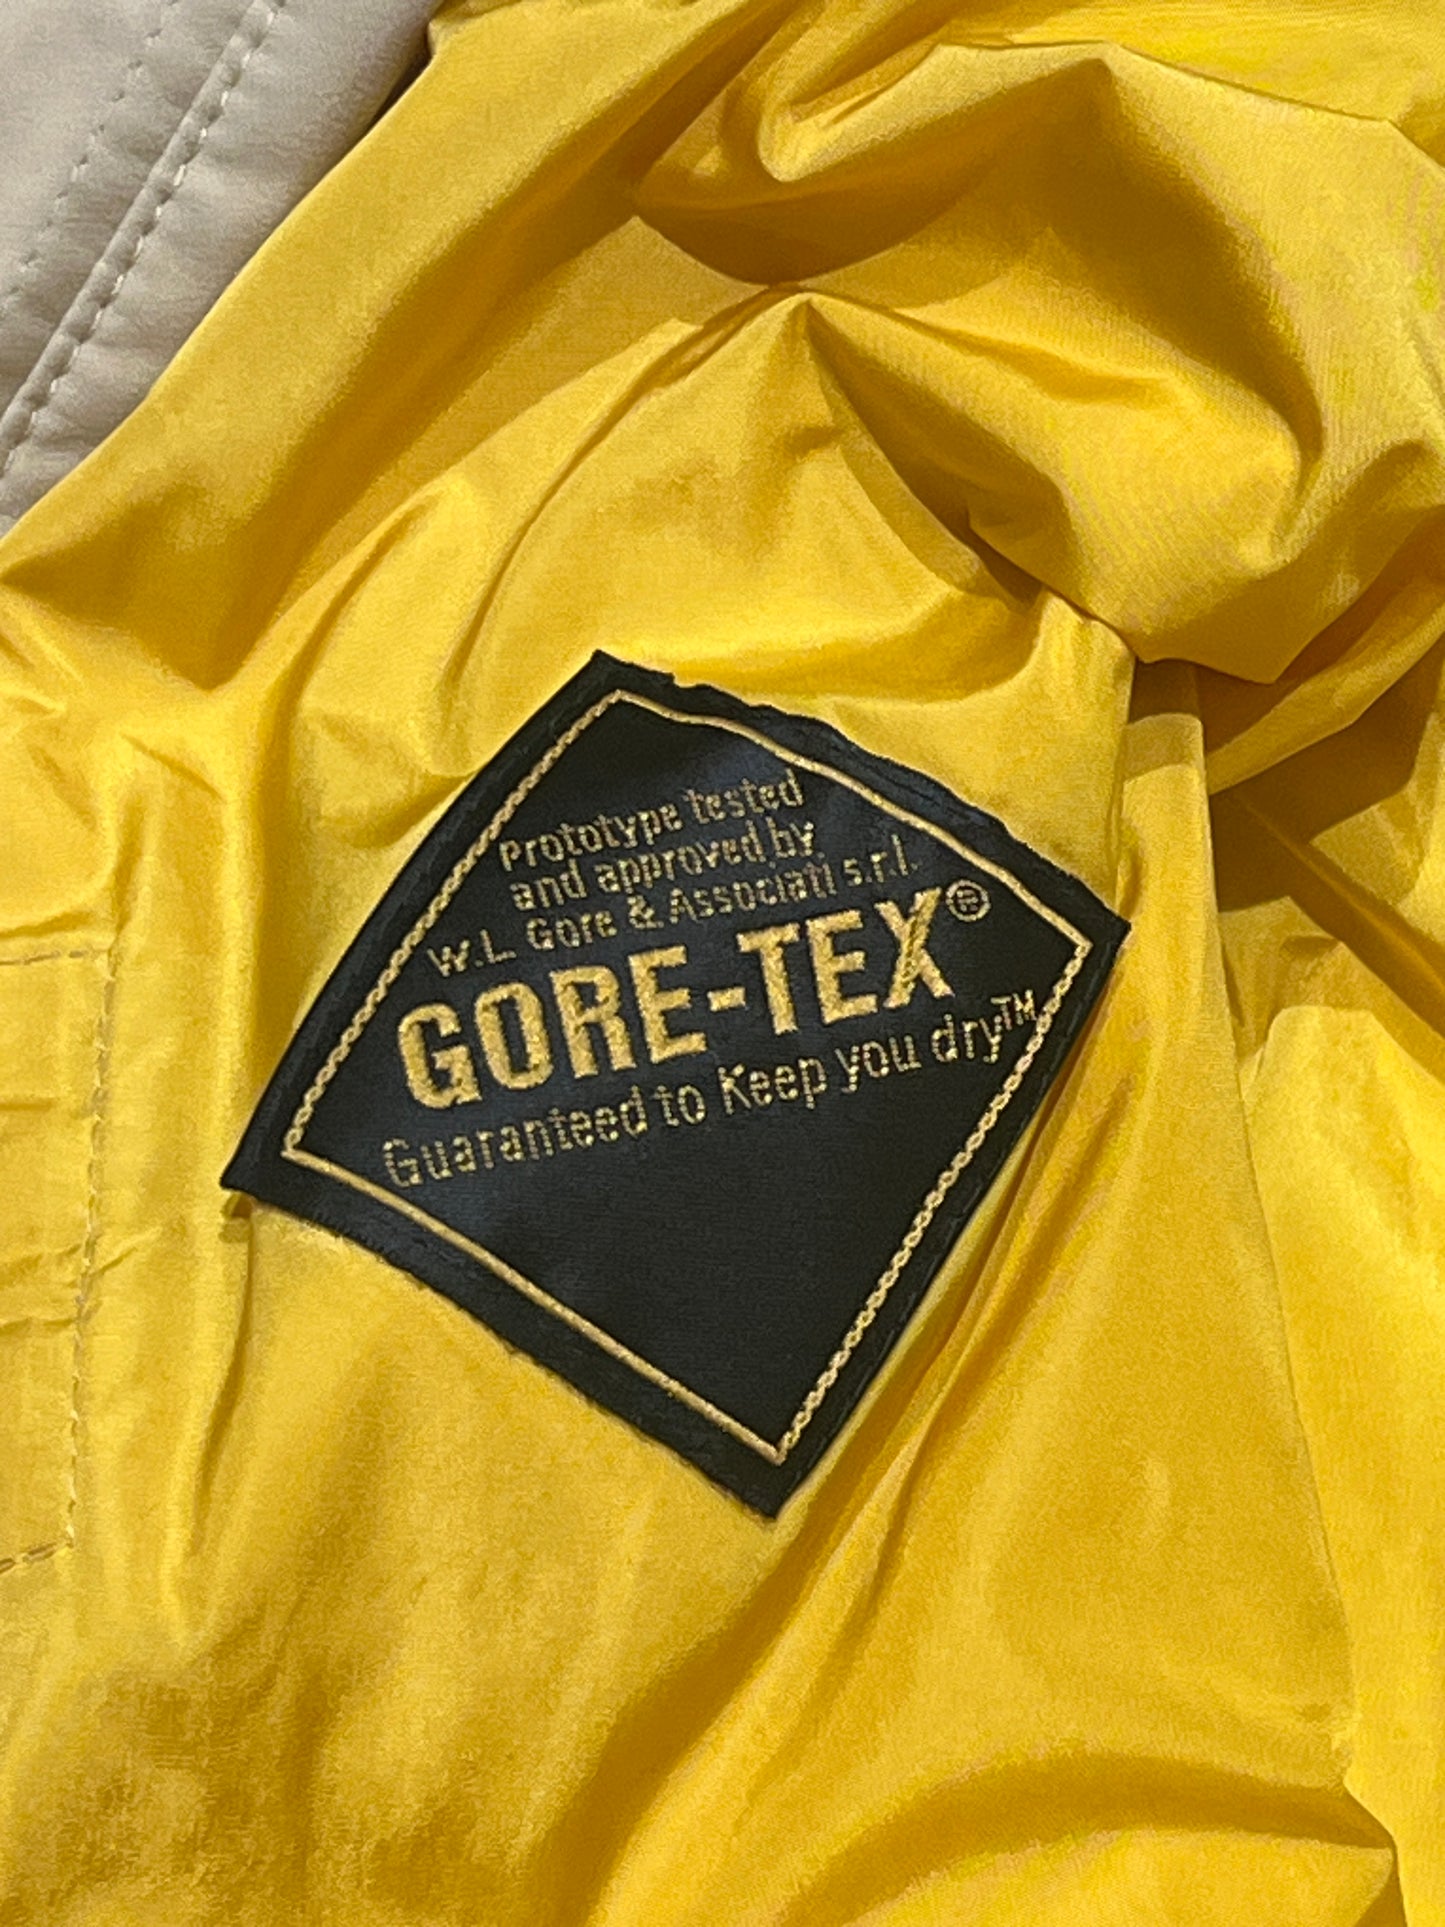 Prototype tested
and approved by
W.L. Gore & Associati s.r.l.
GORE-TEX®
Guaranteed to Keep you dry™